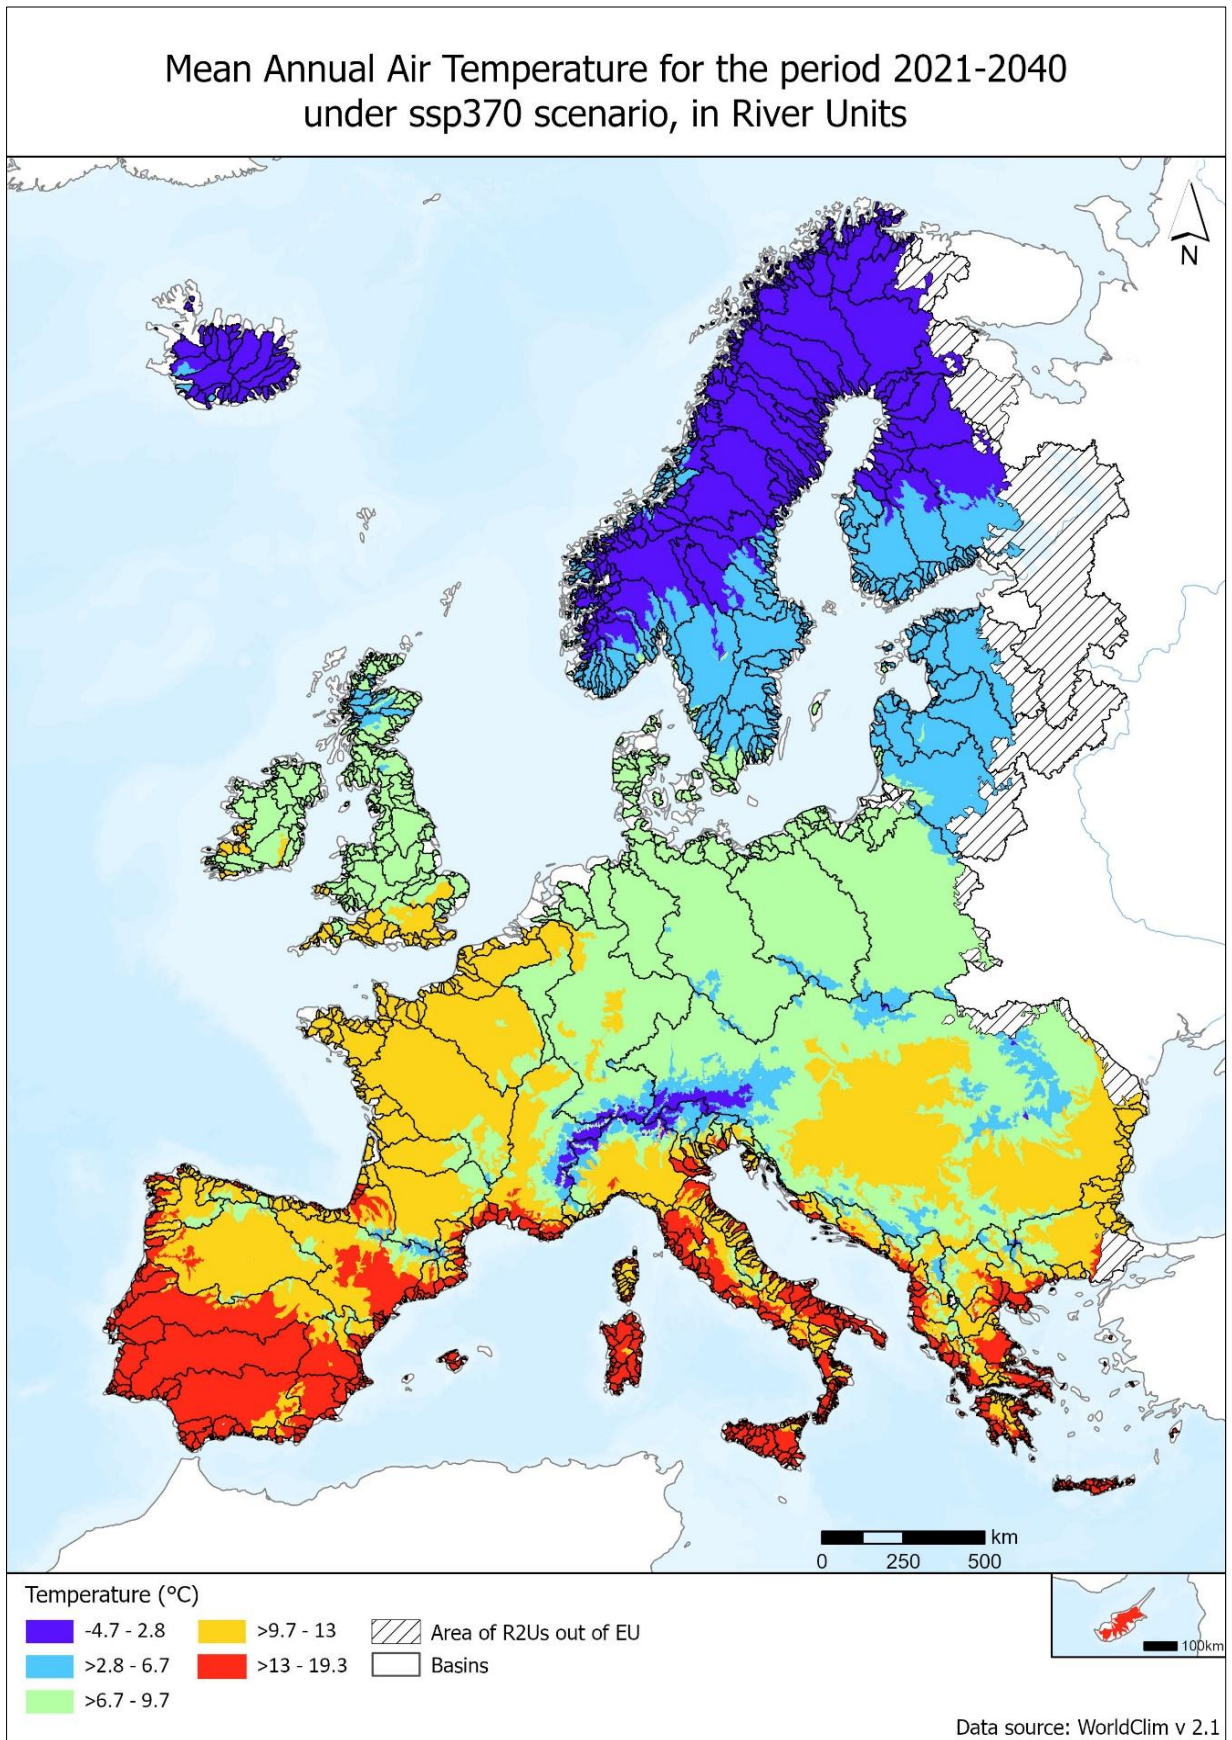 Mean Annual Air Temperature for the period 2021-2040
under ssp370 scenario, in River Units
N
km
0 250 500
Temperature (°C)
-4.7 - 2.8
>2.8 - 6.7
>6.7 - 9.7
>9.7 - 13
>13 - 19.3
Area of R2Us out of EU
Basins
100km
Data source: WorldClim v 2.1